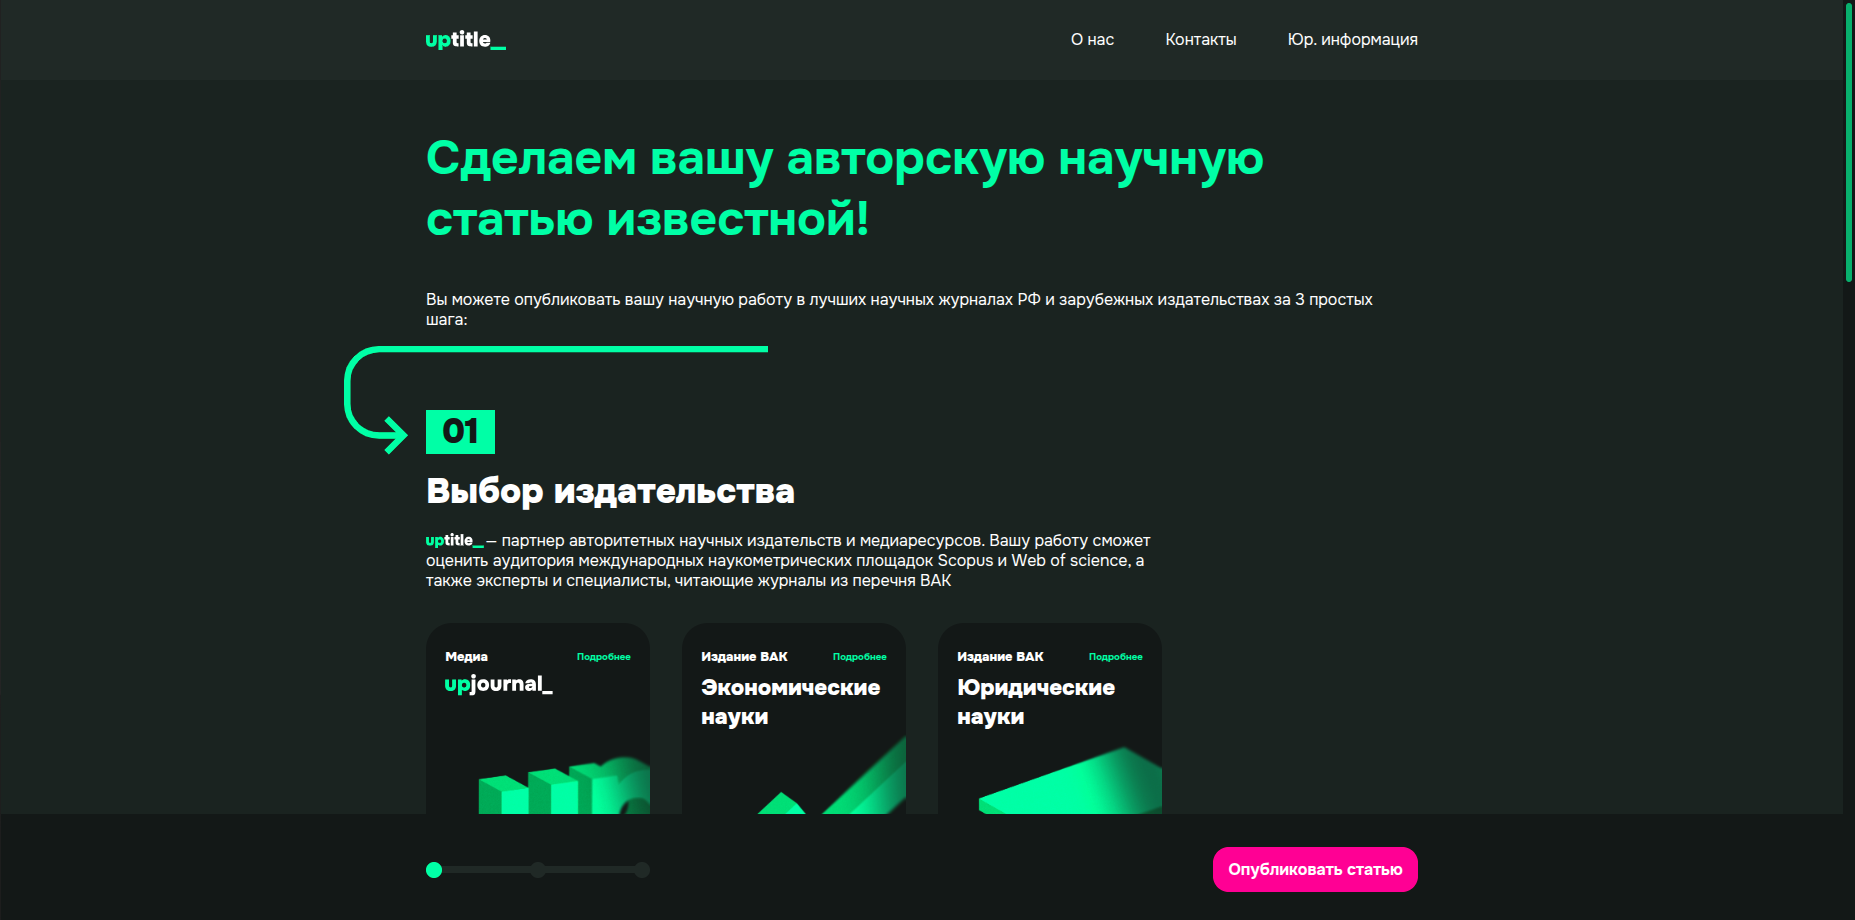 uptitle_
О нас
Контакты
Юр. информация
Сделаем вашу авторскую научную
статью известной!
Вы можете опубликовать вашу научную работу в лучших научных журналах РФ и зарубежных издательствах за 3 простых
шага:
01
Выбор издательства
uptitle_ – партнер авторитетных научных издательств и медиаресурсов. Вашу работу сможет
оценить аудитория международных наукометрических площадок Scopus и Web of science, а
также эксперты и специалисты, читающие журналы из перечня ВАК
Медиа
Подробнее
upjournal_
Издание ВАК
Подробнее
Экономические
науки
Издание ВАК
Подробнее
Юридические
науки
Опубликовать статью